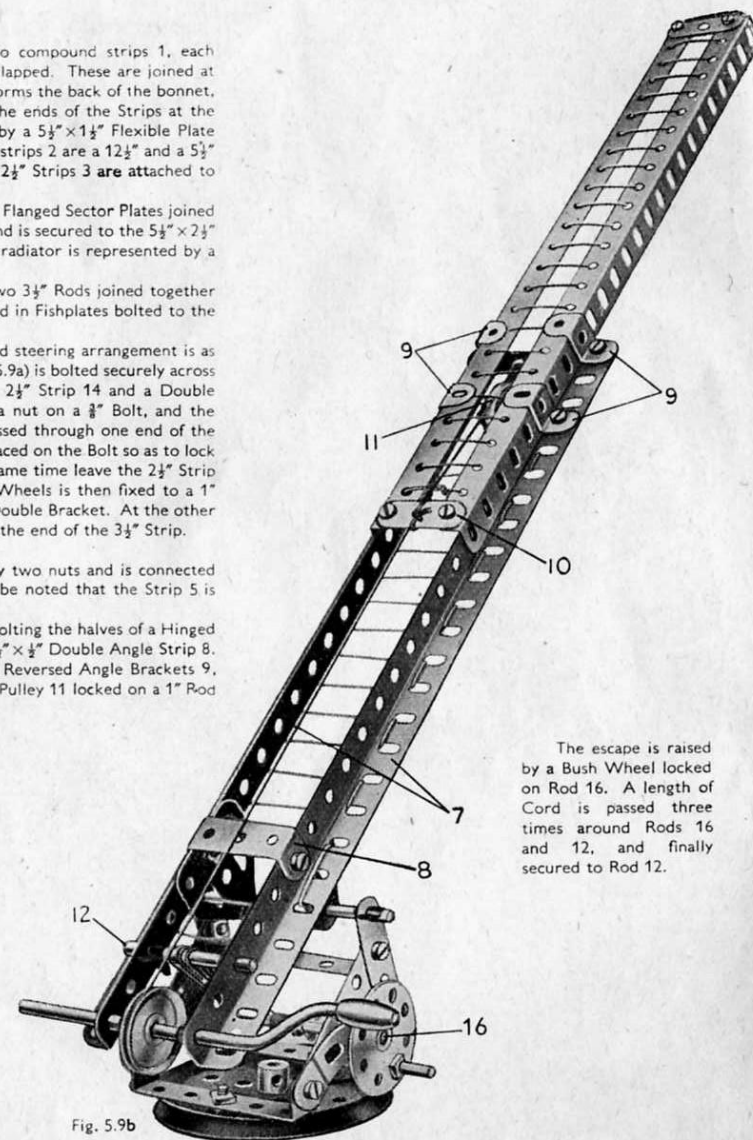 o compound strips 1, each
lapped. These are joined at
orms the back of the bonnet,
he ends of the Strips at the
by a 5½″×1½″ Flexible Plate
strips 2 are a 12½″ and a 5½″
2½″ Strips 3 are attached to
Flanged Sector Plates joined
nd is secured to the 5½″×2½″
radiator is represented by a
wo 3½″ Rods joined together
d in Fishplates bolted to the
d steering arrangement is as
5.9a) is bolted securely across
2½″ Strip 14 and a Double
a nut on a ⅜″ Bolt, and the
ssed through one end of the
aced on the Bolt so as to lock
ame time leave the 2½″ Strip
Wheels is then fixed to a 1″
Double Bracket. At the other
the end of the 3½″ Strip.
y two nuts and is connected
be noted that the Strip 5 is
olting the halves of a Hinged
½″×½″ Double Angle Strip 8.
Reversed Angle Brackets 9,
Pulley 11 locked on a 1″ Rod
9
9
11
10
7
8
12
16
The escape is raised
by a Bush Wheel locked
on Rod 16. A length of
Cord is passed three
times around Rods 16
and 12, and finally
secured to Rod 12.
Fig. 5.9b